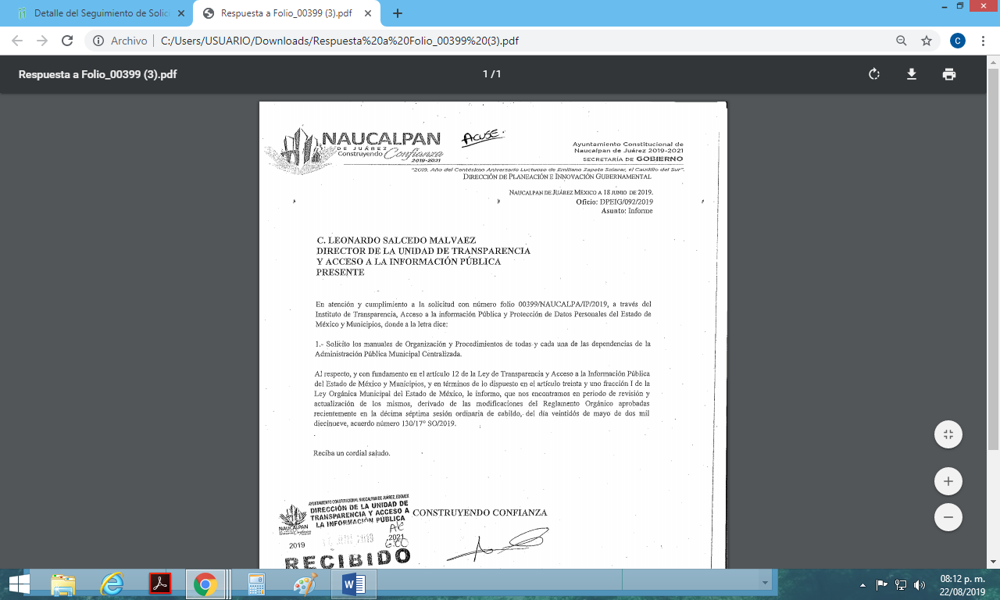 Detalle del Seguimiento de Solici
Respuesta a Folio_00399 (3).pdf
Archivo
C:/Users/USUARIO/Downloads/Respuesta%20a%20Folio_00399%20(3).pdf
C
Respuesta a Folio_00399 (3).pdf
1 / 1
NAUCALPAN
DE JUÁREZ
Construyendo Confianza
2019-2021
ACUSE.
Ayuntamiento Constitucional de
Naucalpan de Juárez 2019-2021
SECRETARÍA DE GOBIERNO
"2019. Año del Centésimo Aniversario Luctuoso de Emiliano Zapata Salazar, el Caudillo del Sur".
DIRECCIÓN DE PLANEACIÓN E INNOVACIÓN GUBERNAMENTAL
NAUCALPAN DE JUÁREZ MÉXICO A 18 JUNIO DE 2019.
Oficio: DPEIG/092/2019
Asunto: Informe
C. LEONARDO SALCEDO MALVAEZ
DIRECTOR DE LA UNIDAD DE TRANSPARENCIA
Y ACCESO A LA INFORMACIÓN PÚBLICA
PRESENTE
En atención y cumplimiento a la solicitud con número folio 00399/NAUCALPA/IP/2019, a través del
Instituto de Transparencia, Acceso a la información Pública y Protección de Datos Personales del Estado de
México y Municipios, donde a la letra dice:
1.- Solicito los manuales de Organización y Procedimientos de todas y cada una de las dependencias de la
Administración Pública Municipal Centralizada.
Al respecto, y con fundamento en el artículo 12 de la Ley de Transparencia y Acceso a la Información Pública
del Estado de México y Municipios, y en términos de lo dispuesto en el artículo treinta y uno fracción I de la
Ley Orgánica Municipal del Estado de México, le informo, que nos encontramos en periodo de revisión y
actualización de los mismos, derivado de las modificaciones del Reglamento Orgánico aprobadas
recientemente en la décima séptima sesión ordinaria de cabildo, del día veintidós de mayo de dos mil
diecinueve, acuerdo número 130/17° SO/2019.
Reciba un cordial saludo.
AYUNTAMIENTO CONSTITUCIONAL NAUCALPAN DE JUÁREZ, EDOMEX
DIRECCIÓN DE LA UNIDAD DE
TRANSPARENCIA Y ACCESO A
LA INFORMACIÓN PÚBLICA
NAUCALPAN
CONSTRUYENDO CONFIANZA
2019
2021
RECIBIDO
08:12 p. m.
22/08/2019